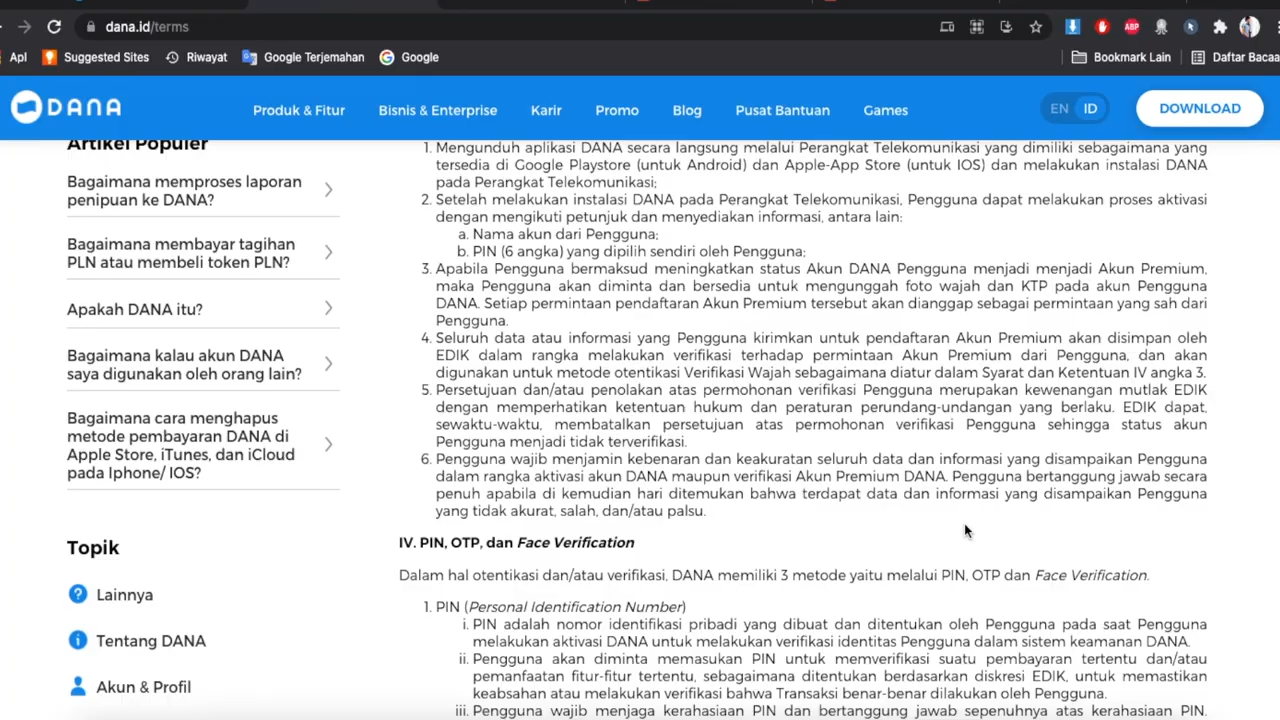 dana.id/terms
Apl
Suggested Sites
Riwayat
Google Terjemahan
Google
Bookmark Lain
Daftar Bacaa
DANA
Produk & Fitur
Bisnis & Enterprise
Karir
Promo
Blog
Pusat Bantuan
Games
EN
ID
DOWNLOAD
Artikel Populer
Bagaimana memproses laporan
penipuan ke DANA?
Bagaimana membayar tagihan
PLN atau membeli token PLN?
Apakah DANA itu?
Bagaimana kalau akun DANA
saya digunakan oleh orang lain?
Bagaimana cara menghapus
metode pembayaran DANA di
Apple Store, iTunes, dan iCloud
pada Iphone/ IOS?
Topik
Lainnya
Tentang DANA
Akun & Profil
1. Mengunduh aplikasi DANA secara langsung melalui Perangkat Telekomunikasi yang dimiliki sebagaimana yang
tersedia di Google Playstore (untuk Android) dan Apple-App Store (untuk IOS) dan melakukan instalasi DANA
pada Perangkat Telekomunikasi;
2. Setelah melakukan instalasi DANA pada Perangkat Telekomunikasi, Pengguna dapat melakukan proses aktivasi
dengan mengikuti petunjuk dan menyediakan informasi, antara lain:
a. Nama akun dari Pengguna;
b. PIN (6 angka) yang dipilih sendiri oleh Pengguna;
3. Apabila Pengguna bermaksud meningkatkan status Akun DANA Pengguna menjadi menjadi Akun Premium,
maka Pengguna akan diminta dan bersedia untuk mengunggah foto wajah dan KTP pada akun Pengguna
DANA. Setiap permintaan pendaftaran Akun Premium tersebut akan dianggap sebagai permintaan yang sah dari
Pengguna.
4. Seluruh data atau informasi yang Pengguna kirimkan untuk pendaftaran Akun Premium akan disimpan oleh
EDIK dalam rangka melakukan verifikasi terhadap permintaan Akun Premium dari Pengguna, dan akan
digunakan untuk metode otentikasi Verifikasi Wajah sebagaimana diatur dalam Syarat dan Ketentuan IV angka 3.
5. Persetujuan dan/atau penolakan atas permohonan verifikasi Pengguna merupakan kewenangan mutlak EDIK
dengan memperhatikan ketentuan hukum dan peraturan perundang-undangan yang berlaku. EDIK dapat,
sewaktu-waktu, membatalkan persetujuan atas permohonan verifikasi Pengguna sehingga status akun
Pengguna menjadi tidak terverifikasi.
6. Pengguna wajib menjamin kebenaran dan keakuratan seluruh data dan informasi yang disampaikan Pengguna
dalam rangka aktivasi akun DANA maupun verifikasi Akun Premium DANA. Pengguna bertanggung jawab secara
penuh apabila di kemudian hari ditemukan bahwa terdapat data dan informasi yang disampaikan Pengguna
yang tidak akurat, salah, dan/atau palsu.
IV. PIN, OTP, dan Face Verification
Dalam hal otentikasi dan/atau verifikasi, DANA memiliki 3 metode yaitu melalui PIN, OTP dan Face Verification.
1. PIN (Personal Identification Number)
i. PIN adalah nomor identifikasi pribadi yang dibuat dan ditentukan oleh Pengguna pada saat Pengguna
melakukan aktivasi DANA untuk melakukan verifikasi identitas Pengguna dalam sistem keamanan DANA.
ii. Pengguna akan diminta memasukan PIN untuk memverifikasi suatu pembayaran tertentu dan/atau
pemanfaatan fitur-fitur tertentu, sebagaimana ditentukan berdasarkan diskresi EDIK, untuk memastikan
keabsahan atau melakukan verifikasi bahwa Transaksi benar-benar dilakukan oleh Pengguna.
iii. Pengguna wajib menjaga kerahasiaan PIN dan bertanggung jawab sepenuhnya atas kerahasiaan PIN.